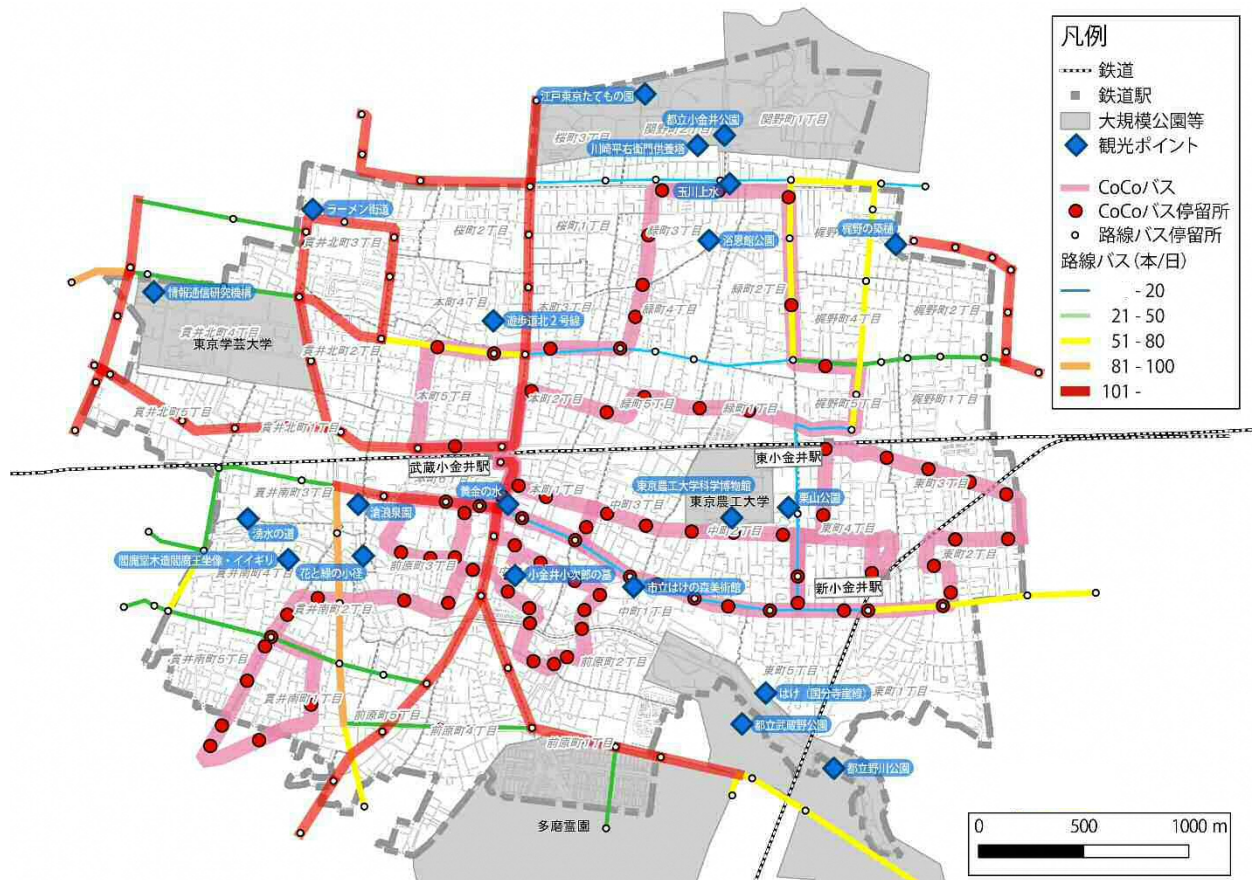 凡例
鉄道
鉄道駅
大規模公園等
観光ポイント
CoCoバス
CoCoバス停留所
路線バス停留所
路線バス(本/日)
- 20
21 - 50
51 - 80
81 - 100
101 -
江戸東京たてもの園
都立小金井公園
関野町1丁目
関野町2丁目
桜町3丁目
川崎平右衛門供養塔
玉川上水
ラーメン街道
貫井北町3丁目
桜町2丁目
桜町1丁目
緑町3丁目
浴恩館公園
梶野の築樋
情報通信研究機構
本町4丁目
本町3丁目
緑町2丁目
緑町4丁目
梶野町4丁目
梶野町2丁目
遊歩道北2号線
貫井北町4丁目
東京学芸大学
貫井北町2丁目
本町5丁目
本町2丁目
緑町5丁目
緑町1丁目
梶野町5丁目
梶野町1丁目
貫井北町5丁目
貫井北町1丁目
武蔵小金井駅
東小金井駅
貫井南町3丁目
黄金の水
本町1丁目
東京農工大学科学博物館
東京農工大学
栗山公園
東町3丁目
滄浪泉園
湧水の道
中町3丁目
中町2丁目
東町4丁目
閻魔堂木造閻魔王坐像・イイギリ
貫井南町4丁目
花と緑の小径
前原町3丁目
小金井小次郎の墓
市立はけの森美術館
新小金井駅
東町2丁目
貫井南町2丁目
中町1丁目
貫井南町5丁目
前原町2丁目
東町5丁目
東町1丁目
貫井南町1丁目
はけ(国分寺崖線)
前原町5丁目
前原町4丁目
前原町1丁目
都立武蔵野公園
都立野川公園
多磨霊園
0 500 1000 m